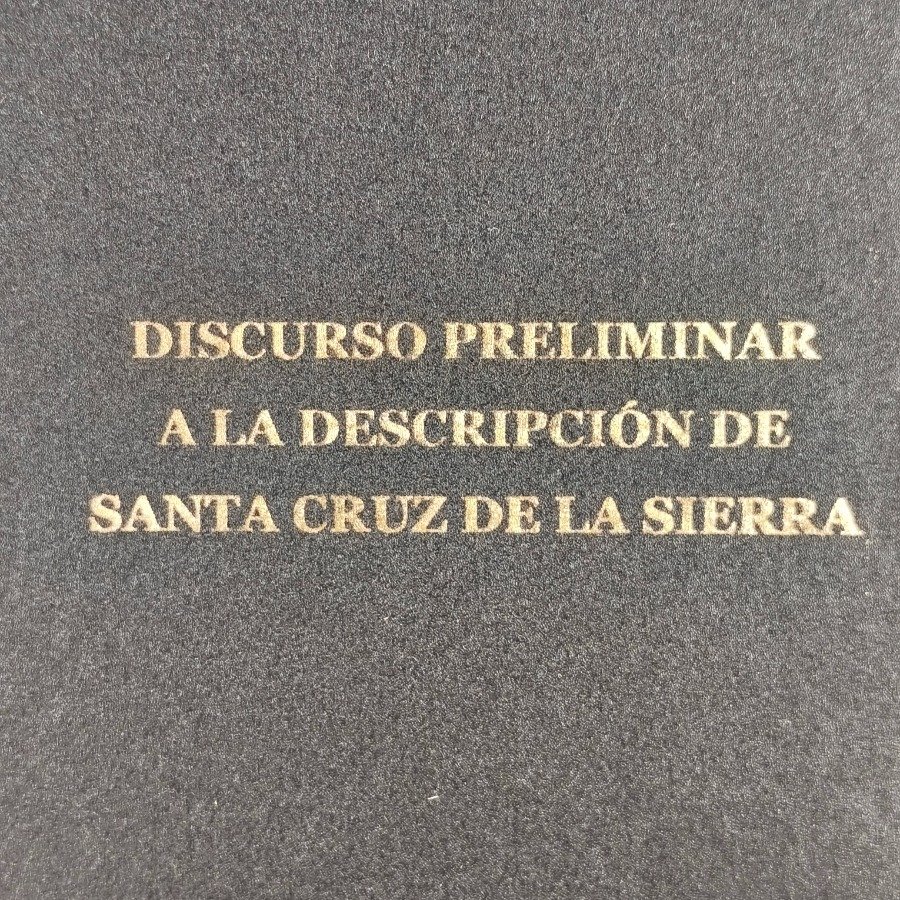 DISCURSO PRELIMINAR
A LA DESCRIPCIÓN DE
SANTA CRUZ DE LA SIERRA